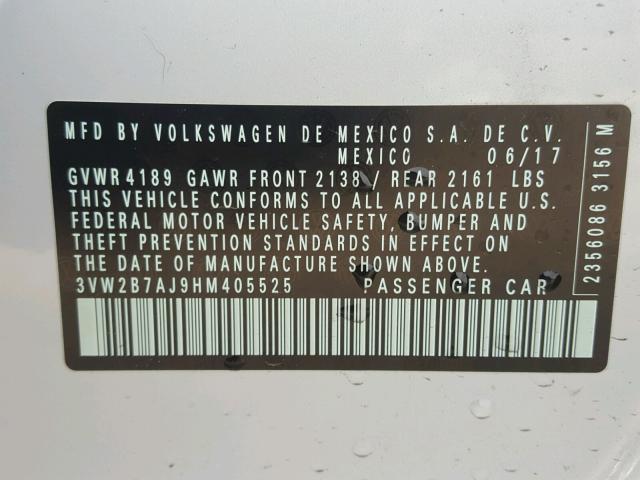 MFD BY VOLKSWAGEN DE MEXICO S.A. DE C.V.
MEXICO 06/17
GVWR 4189 GAWR FRONT 2138 / REAR 2161 LBS
THIS VEHICLE CONFORMS TO ALL APPLICABLE U.S.
FEDERAL MOTOR VEHICLE SAFETY, BUMPER AND
THEFT PREVENTION STANDARDS IN EFFECT ON
THE DATE OF MANUFACTURE SHOWN ABOVE.
3VW2B7AJ9HM405525 PASSENGER CAR
2356086 3156 M